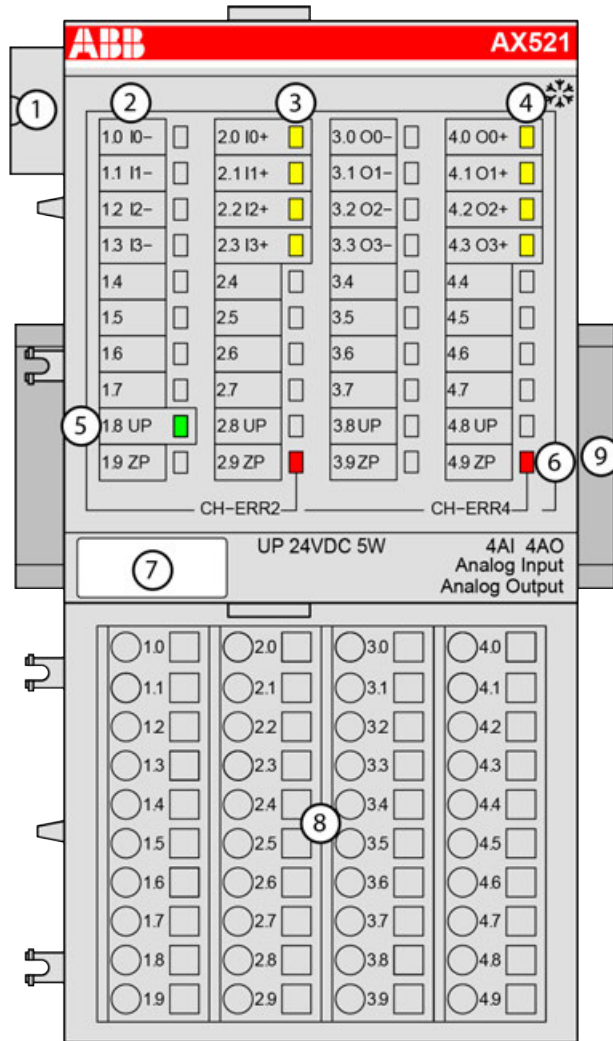 ABB AX521
1 2 3 4
1.0 I0− 2.0 I0+ 3.0 O0− 4.0 O0+
1.1 I1− 2.1 I1+ 3.1 O1− 4.1 O1+
1.2 I2− 2.2 I2+ 3.2 O2− 4.2 O2+
1.3 I3− 2.3 I3+ 3.3 O3− 4.3 O3+
1.4 2.4 3.4 4.4
1.5 2.5 3.5 4.5
1.6 2.6 3.6 4.6
1.7 2.7 3.7 4.7
5 1.8 UP 2.8 UP 3.8 UP 4.8 UP
1.9 ZP 2.9 ZP 3.9 ZP 4.9 ZP 6 9
CH−ERR2 CH−ERR4
UP 24VDC 5W 4AI 4AO
7 Analog Input
Analog Output
1.0 2.0 3.0 4.0
1.1 2.1 3.1 4.1
1.2 2.2 3.2 4.2
1.3 2.3 3.3 4.3
1.4 2.4 3.4 4.4
8
1.5 2.5 3.5 4.5
1.6 2.6 3.6 4.6
1.7 2.7 3.7 4.7
1.8 2.8 3.8 4.8
1.9 2.9 3.9 4.9